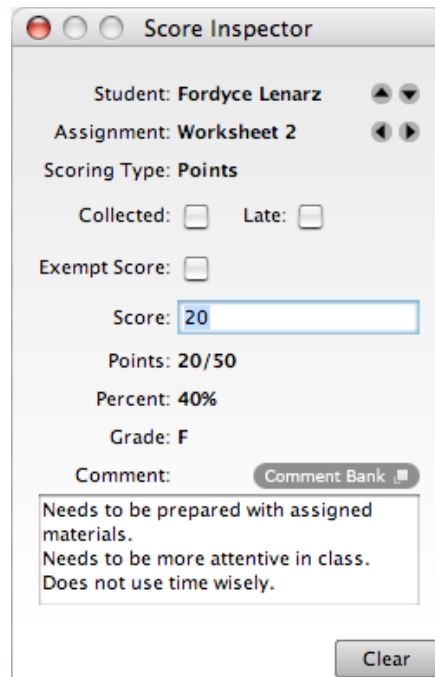 Score Inspector
Student: Fordyce Lenarz
Assignment: Worksheet 2
Scoring Type: Points
Collected: Late:
Exempt Score:
Score: 20
Points: 20/50
Percent: 40%
Grade: F
Comment: Comment Bank
Needs to be prepared with assigned
materials.
Needs to be more attentive in class.
Does not use time wisely.
Clear